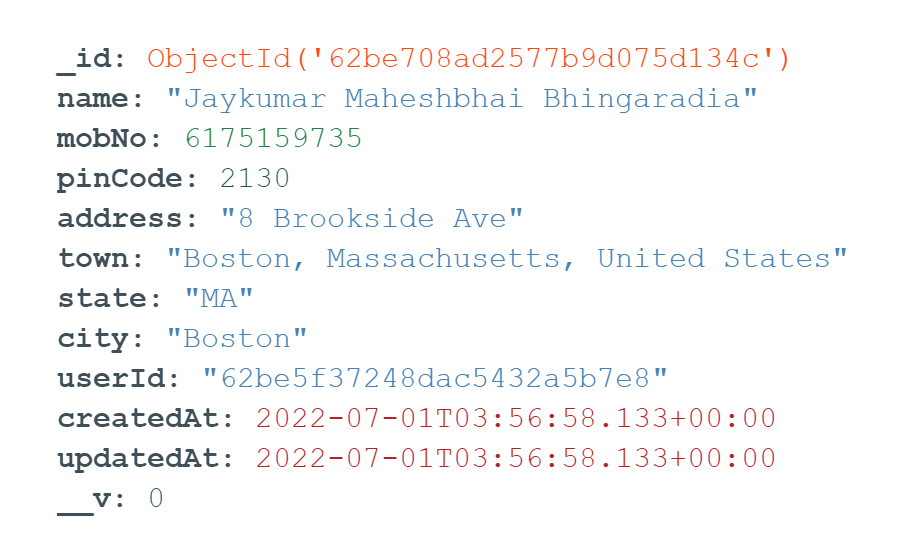 _id: ObjectId('62be708ad2577b9d075d134c')
name: "Jaykumar Maheshbhai Bhingaradia"
mobNo: 6175159735
pinCode: 2130
address: "8 Brookside Ave"
town: "Boston, Massachusetts, United States"
state: "MA"
city: "Boston"
userId: "62be5f37248dac5432a5b7e8"
createdAt: 2022-07-01T03:56:58.133+00:00
updatedAt: 2022-07-01T03:56:58.133+00:00
__v: 0